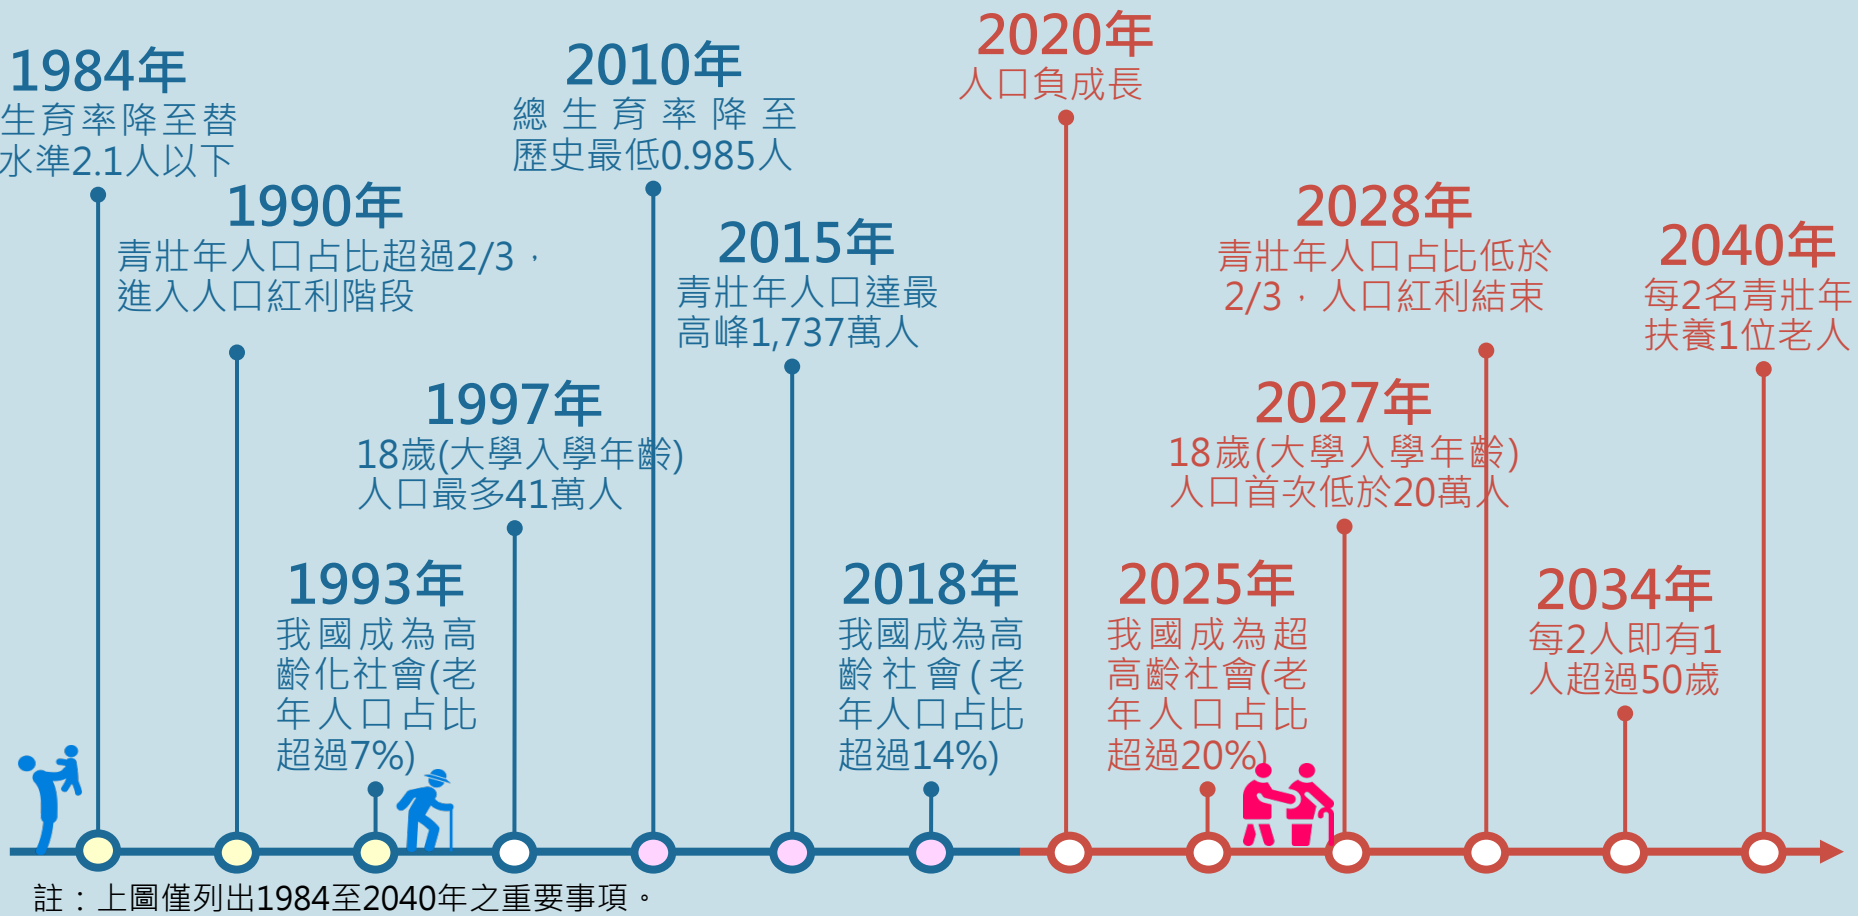 1984年
生育率降至替
水準2.1人以下
1990年
青壯年人口占比超過2/3，
進入人口紅利階段
1993年
我國成為高
齡化社會(老
年人口占比
超過7%)
1997年
18歲(大學入學年齡)
人口最多41萬人
2010年
總生育率降至
歷史最低0.985人
2015年
青壯年人口達最
高峰1,737萬人
2018年
我國成為高
齡社會(老
年人口占比
超過14%)
2020年
人口負成長
2025年
我國成為超
高齡社會(老
年人口占比
超過20%)
2027年
18歲(大學入學年齡)
人口首次低於20萬人
2028年
青壯年人口占比低於
2/3，人口紅利結束
2034年
每2人即有1
人超過50歲
2040年
每2名青壯年
扶養1位老人
註：上圖僅列出1984至2040年之重要事項。